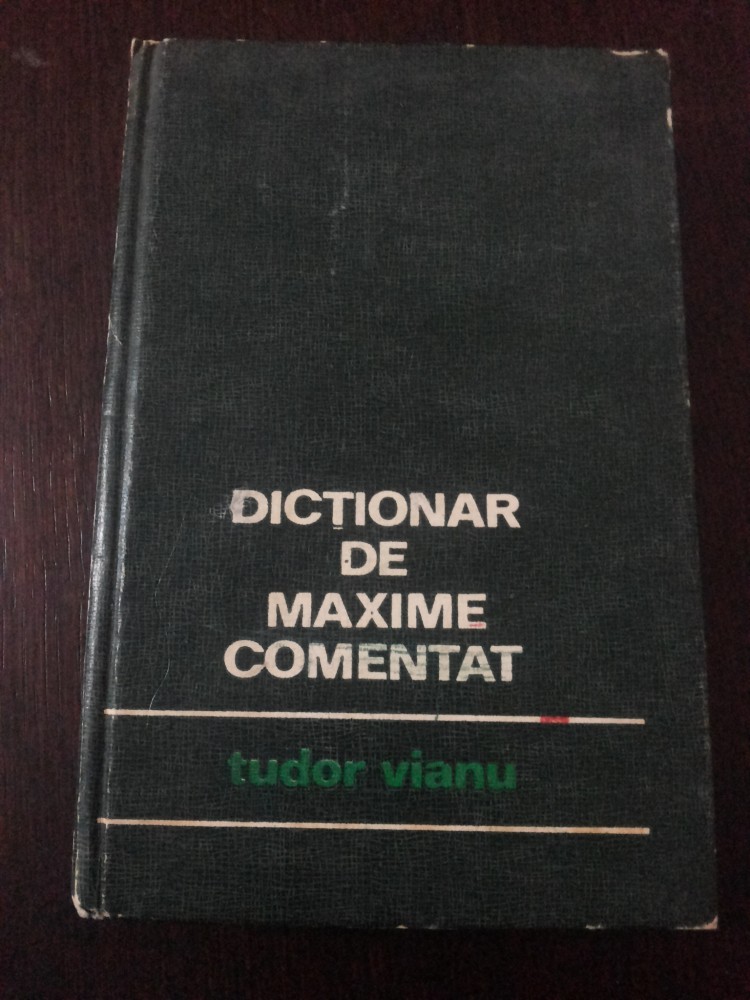 DICȚIONAR
DE
MAXIME
COMENTAT
tudor vianu